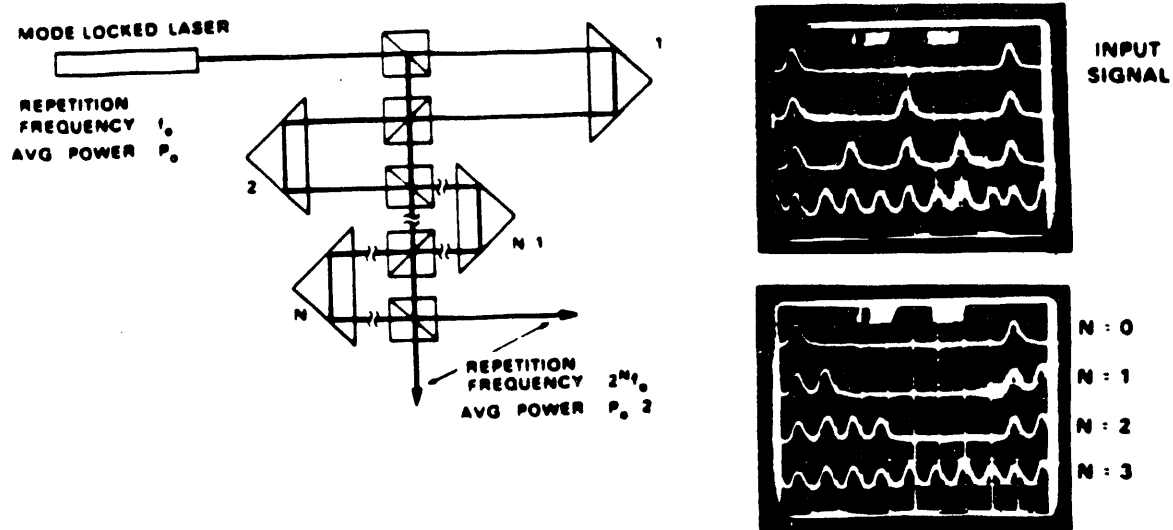 MODE LOCKED LASER
REPETITION
FREQUENCY f₀
AVG POWER P₀
1
2
N 1
N
REPETITION
FREQUENCY 2ᴺf₀
AVG POWER P₀ 2
INPUT
SIGNAL
N = 0
N = 1
N = 2
N = 3